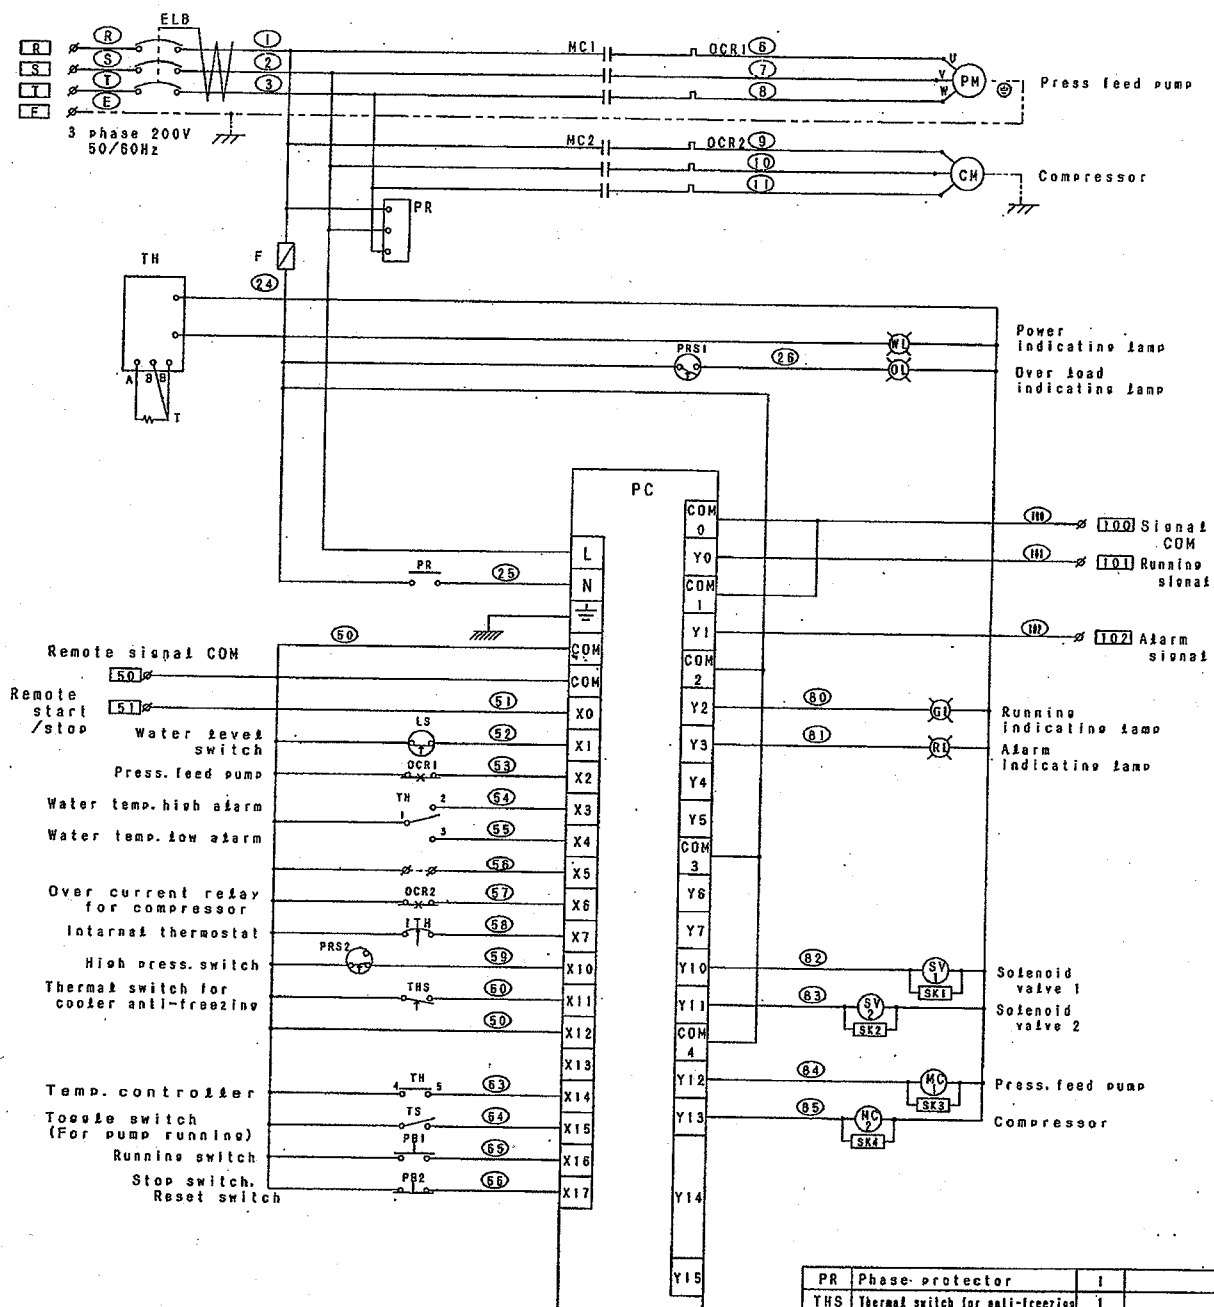 ELB
R R 1 MC1 OCR1 6 U
S S 2 7 V PM Press feed pump
T T 3 8 W
E E
3 phase 200V
50/60Hz
MC2 OCR2 9
10 CM Compressor
11
PR
F
TH 24
Power
W1 indicating lamp
PRS1 26 O1 Over load
indicating lamp
A B B
T
PC
COM 0 100 100 Signal
COM
L Y0 101 101 Running
signal
PR 25 N COM 1
50 Y1 102 102 Alarm
signal
Remote signal COM COM
50 COM COM 2
Remote
start
/stop
51 51 X0 Y2 80 G1 Running
indicating lamp
Water level
switch
LS 52 X1 Y3 81 R1 Alarm
indicating lamp
Press. feed pump OCR1 53 X2 Y4
Water temp. high alarm TH 1 2 54 X3 Y5
Water temp. low alarm 3 55 X4 COM 3
56 X5
Over current relay
for compressor
OCR2 57 X6 Y6
Internal thermostat ITH 58 X7 Y7
High press. switch PRS2 59 X10 Y10 82 SV 1 SK1 Solenoid
valve 1
Thermal switch for
cooler anti-freezing
THS 60 X11 Y11 83 SV 2 SK2 Solenoid
valve 2
50 X12 COM 4
X13
Temp. controller 4 TH 5 63 X14 Y12 84 MC 1 SK3 Press. feed pump
Toggle switch
(For pump running)
TS 64 X15 Y13 85 MC 2 SK4 Compressor
Running switch PB1 65 X16
Stop switch.
Reset switch
PB2 66 X17 Y14
Y15
PR Phase protector 1
THS Thermal switch for anti-freezing 1